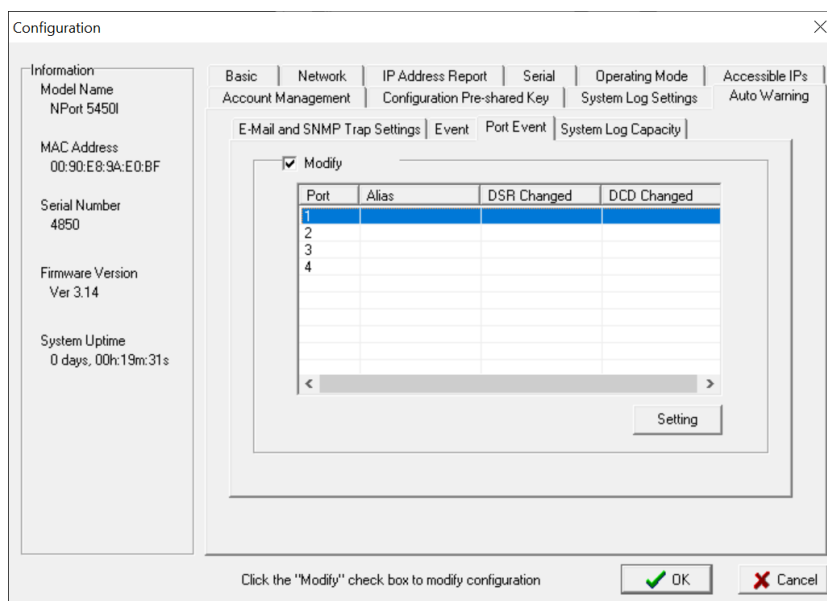 Configuration
Information
Model Name
NPort 5450I
MAC Address
00:90:E8:9A:E0:BF
Serial Number
4850
Firmware Version
Ver 3.14
System Uptime
0 days, 00h:19m:31s
Basic Network IP Address Report Serial Operating Mode Accessible IPs
Account Management Configuration Pre-shared Key System Log Settings Auto Warning
E-Mail and SNMP Trap Settings Event Port Event System Log Capacity
Modify
Port Alias DSR Changed DCD Changed
1
2
3
4
Setting
Click the "Modify" check box to modify configuration OK Cancel